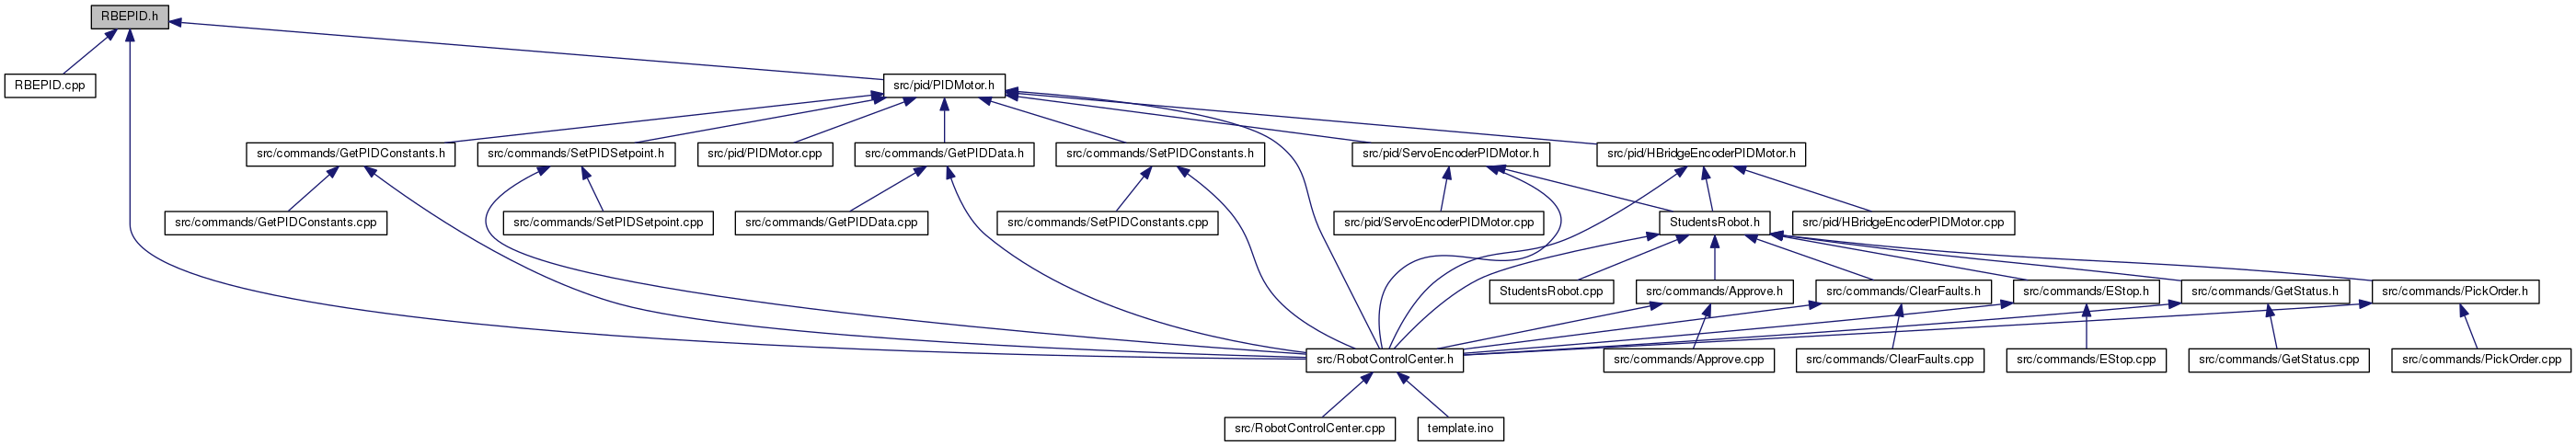 RBEPID.h
RBEPID.cpp
src/pid/PIDMotor.h
src/commands/GetPIDConstants.h
src/commands/SetPIDSetpoint.h
src/pid/PIDMotor.cpp
src/commands/GetPIDData.h
src/commands/SetPIDConstants.h
src/pid/ServoEncoderPIDMotor.h
src/pid/HBridgeEncoderPIDMotor.h
src/commands/GetPIDConstants.cpp
src/commands/SetPIDSetpoint.cpp
src/commands/GetPIDData.cpp
src/commands/SetPIDConstants.cpp
src/pid/ServoEncoderPIDMotor.cpp
StudentsRobot.h
src/pid/HBridgeEncoderPIDMotor.cpp
StudentsRobot.cpp
src/commands/Approve.h
src/commands/ClearFaults.h
src/commands/EStop.h
src/commands/GetStatus.h
src/commands/PickOrder.h
src/RobotControlCenter.h
src/commands/Approve.cpp
src/commands/ClearFaults.cpp
src/commands/EStop.cpp
src/commands/GetStatus.cpp
src/commands/PickOrder.cpp
src/RobotControlCenter.cpp
template.ino